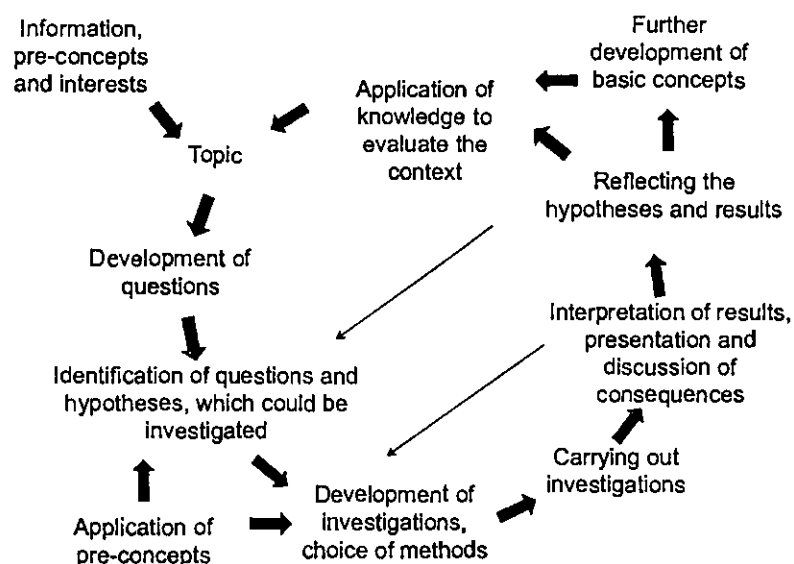 Information,
pre-concepts
and interests
Further
development of
basic concepts
Application of
knowledge to
evaluate the
context
Topic
Reflecting the
hypotheses and results
Development of
questions
Interpretation of results,
presentation and
discussion of
consequences
Identification of questions and
hypotheses, which could be
investigated
Carrying out
investigations
Development of
investigations,
choice of methods
Application of
pre-concepts